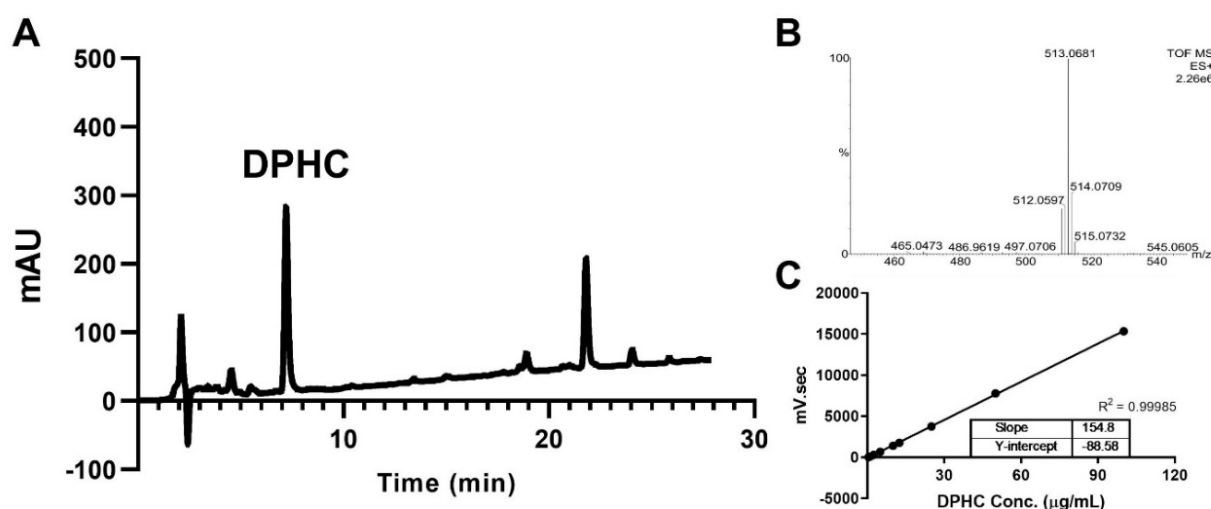 A
500
400
300
200
100
0
-100
mAU
DPHC
10
20
30
Time (min)
B
100
%
0
513.0681
TOF MS
ES+
2.26e6
512.0597
514.0709
465.0473
486.9619
497.0706
515.0732
545.0605
460
480
500
520
540
m/z
C
20000
15000
10000
5000
0
-5000
mV.sec
R2 = 0.99985
Slope 154.8
Y-intercept -88.58
0
30
60
90
120
DPHC Conc. (μg/mL)